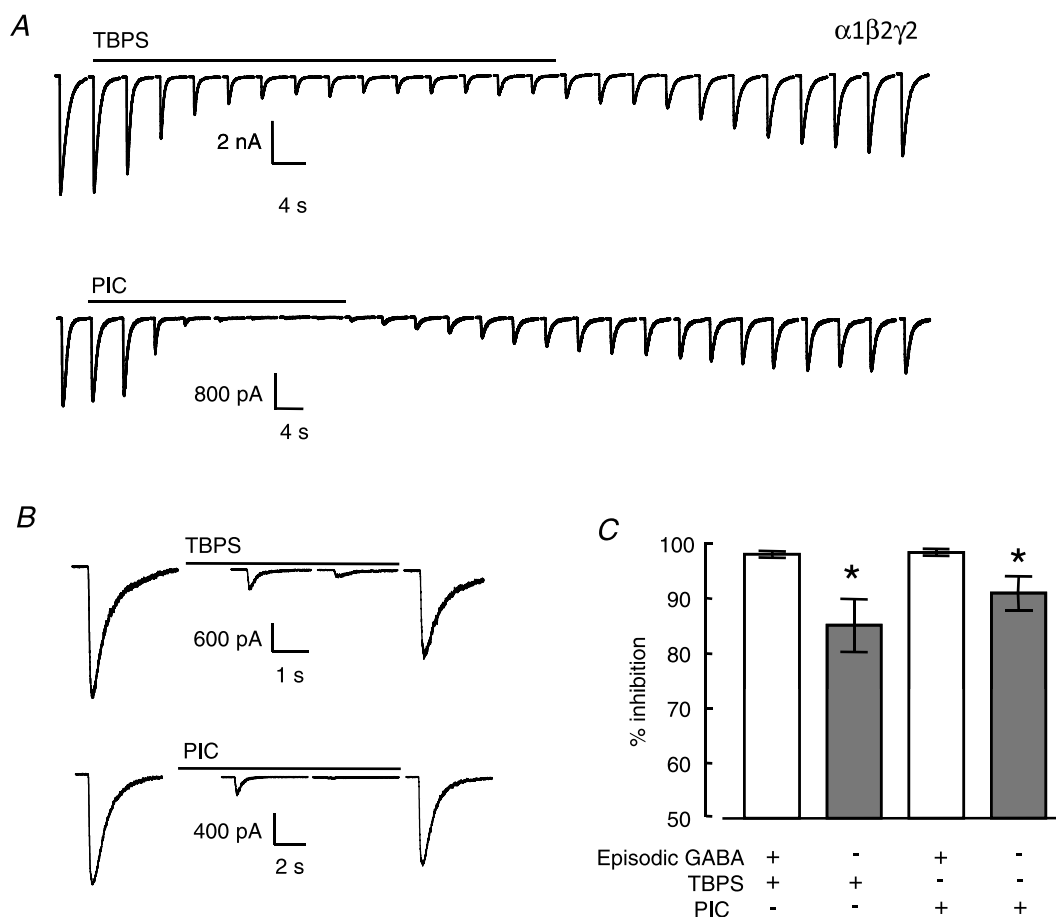 A
α1β2γ2
TBPS
2 nA
4 s
PIC
800 pA
4 s
B
TBPS
600 pA
1 s
PIC
400 pA
2 s
C
% inhibition
100
90
80
70
60
50
*
*
Episodic GABA + - + -
TBPS + + - -
PIC - - + +